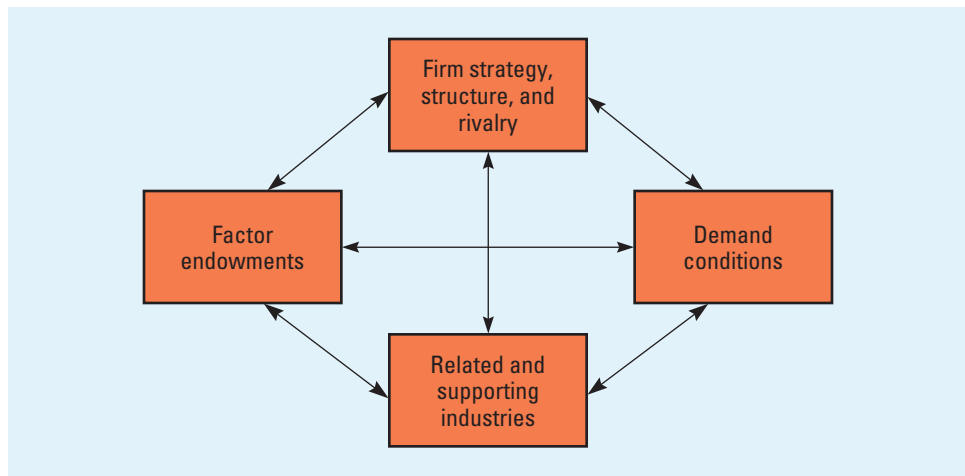 Firm strategy,
structure, and
rivalry
Factor
endowments
Demand
conditions
Related and
supporting
industries